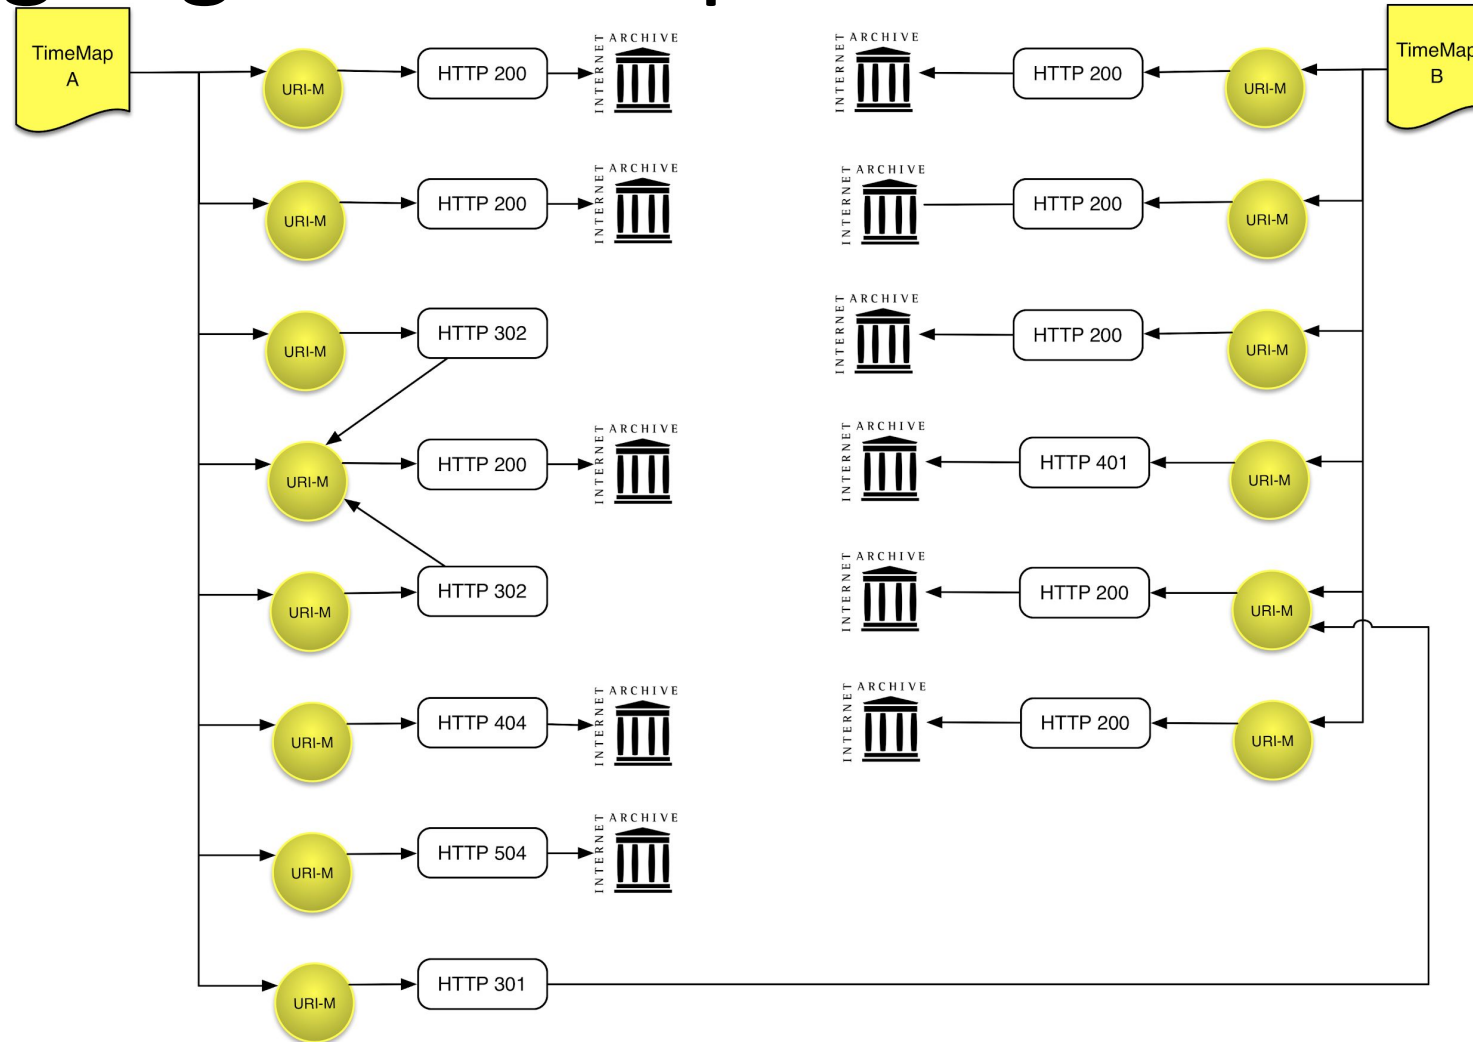 TimeMap
A
URI-M
HTTP 200
INTERNET
ARCHIVE
INTERNET
ARCHIVE
HTTP 200
URI-M
TimeMap
B
URI-M
HTTP 200
INTERNET
ARCHIVE
INTERNET
ARCHIVE
HTTP 200
URI-M
URI-M
HTTP 302
INTERNET
ARCHIVE
HTTP 200
URI-M
URI-M
HTTP 200
INTERNET
ARCHIVE
INTERNET
ARCHIVE
HTTP 401
URI-M
URI-M
HTTP 302
INTERNET
ARCHIVE
HTTP 200
URI-M
URI-M
HTTP 404
INTERNET
ARCHIVE
INTERNET
ARCHIVE
HTTP 200
URI-M
URI-M
HTTP 504
INTERNET
ARCHIVE
URI-M
HTTP 301